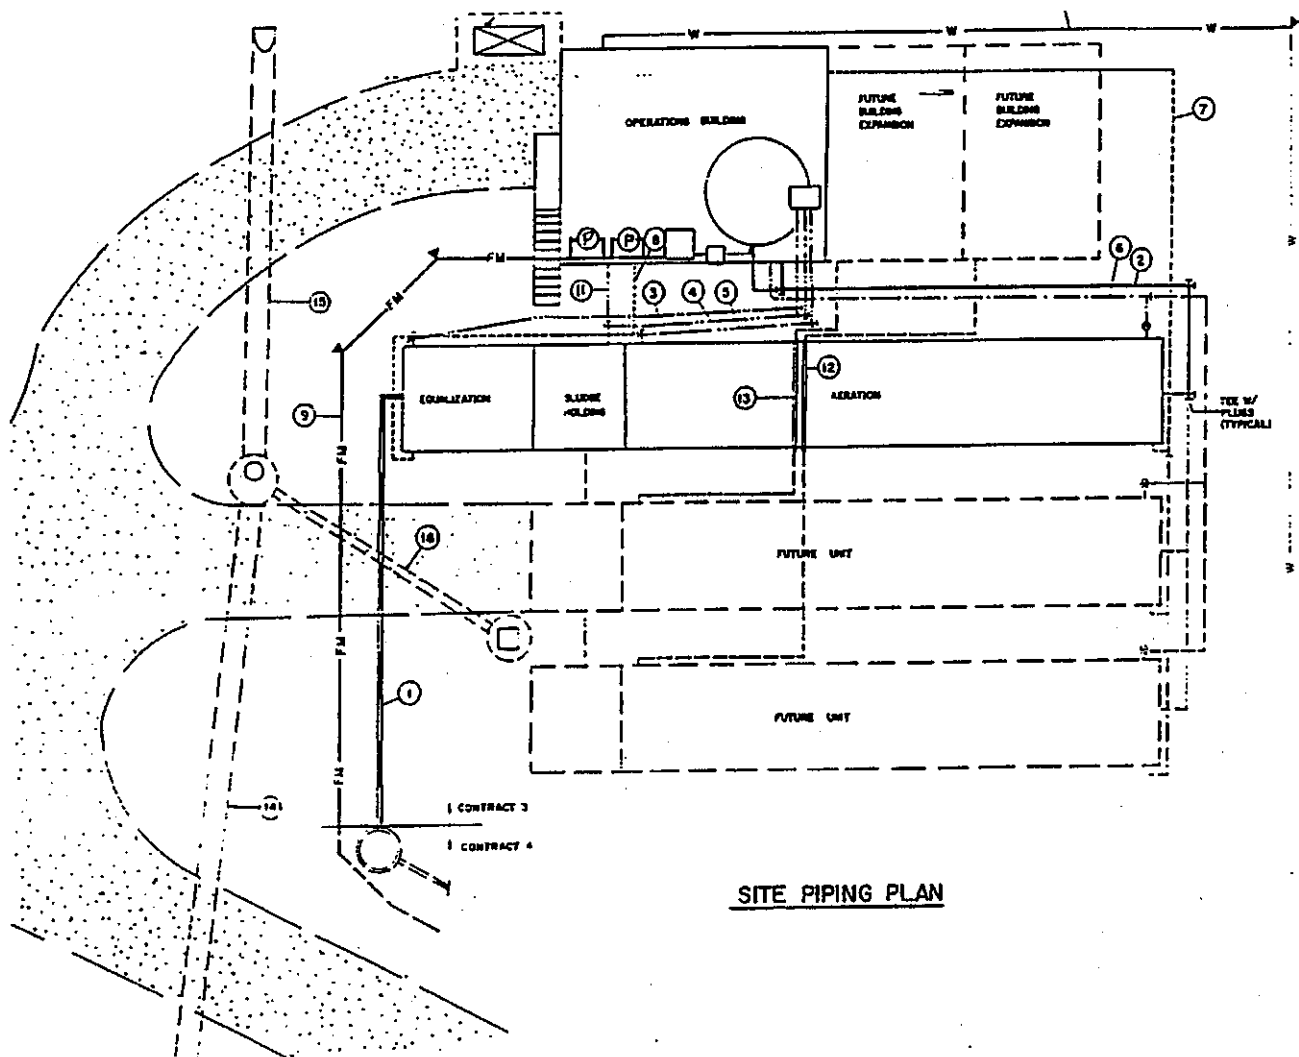 W W W
OPERATIONS BUILDING
FUTURE
BUILDING
EXPANSION
FUTURE
BUILDING
EXPANSION
7
W
P P 8
FM
6 2
15
11 3 4 5
FM
12
EQUALIZATION
SLUDGE
HOLDING
13
AERATION
TEE W/
PLUGS
(TYPICAL)
9
FM
16
FUTURE UNIT
W
FM
1
FUTURE UNIT
FM
14
CONTRACT 3
CONTRACT 4
SITE PIPING PLAN